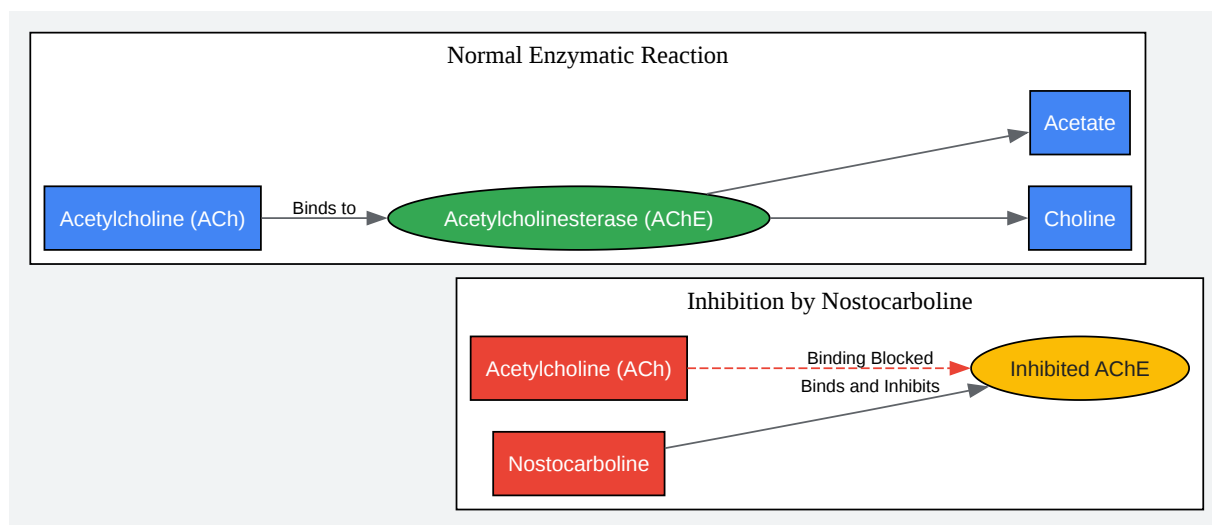 Normal Enzymatic Reaction
Acetate
Acetylcholine (ACh)
Binds to
Acetylcholinesterase (AChE)
Choline
Inhibition by Nostocarboline
Acetylcholine (ACh)
Binding Blocked
Inhibited AChE
Binds and Inhibits
Nostocarboline